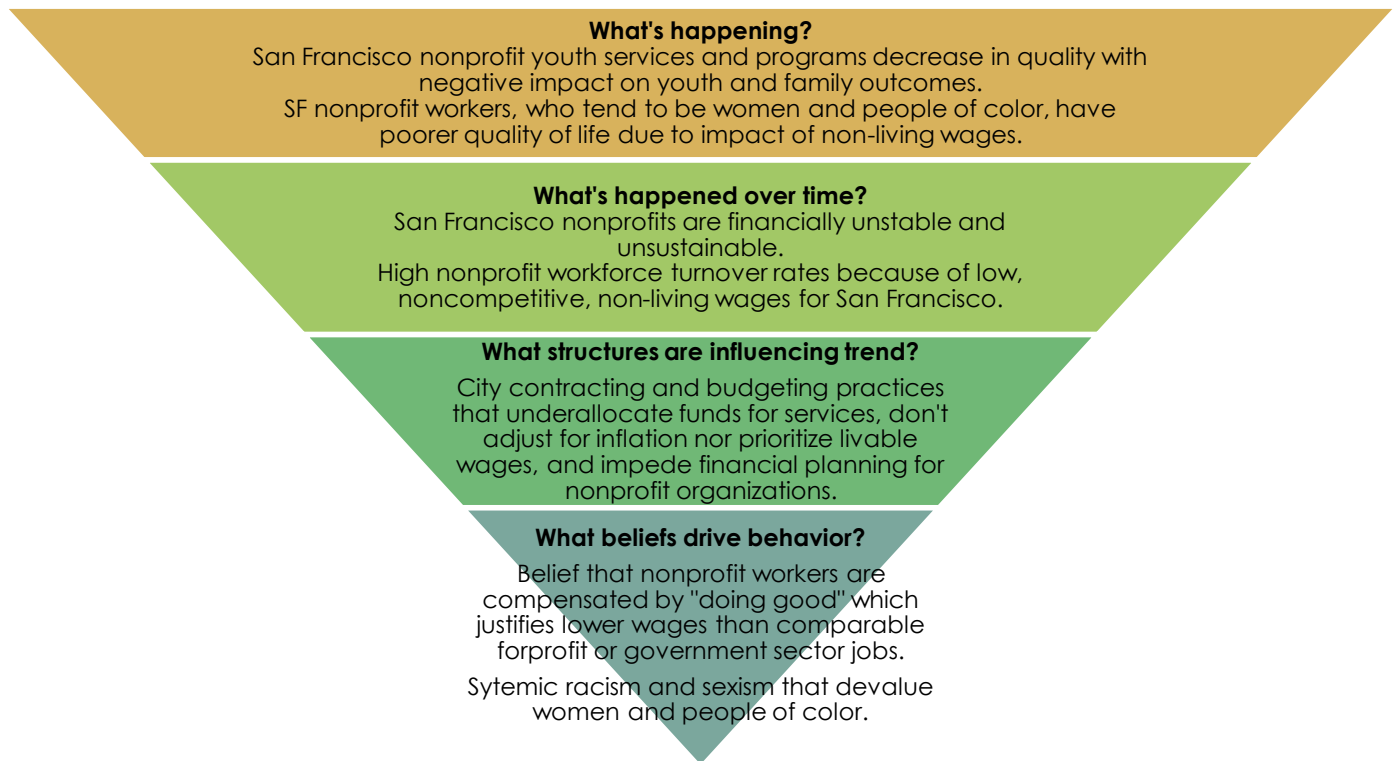 What's happening?
San Francisco nonprofit youth services and programs decrease in quality with
negative impact on youth and family outcomes.
SF nonprofit workers, who tend to be women and people of color, have
poorer quality of life due to impact of non-living wages.
What's happened over time?
San Francisco nonprofits are financially unstable and
unsustainable.
High nonprofit workforce turnover rates because of low,
noncompetitive, non-living wages for San Francisco.
What structures are influencing trend?
City contracting and budgeting practices
that underallocate funds for services, don't
adjust for inflation nor prioritize livable
wages, and impede financial planning for
nonprofit organizations.
What beliefs drive behavior?
Belief that nonprofit workers are
compensated by "doing good" which
justifies lower wages than comparable
forprofit or government sector jobs.
Sytemic racism and sexism that devalue
women and people of color.